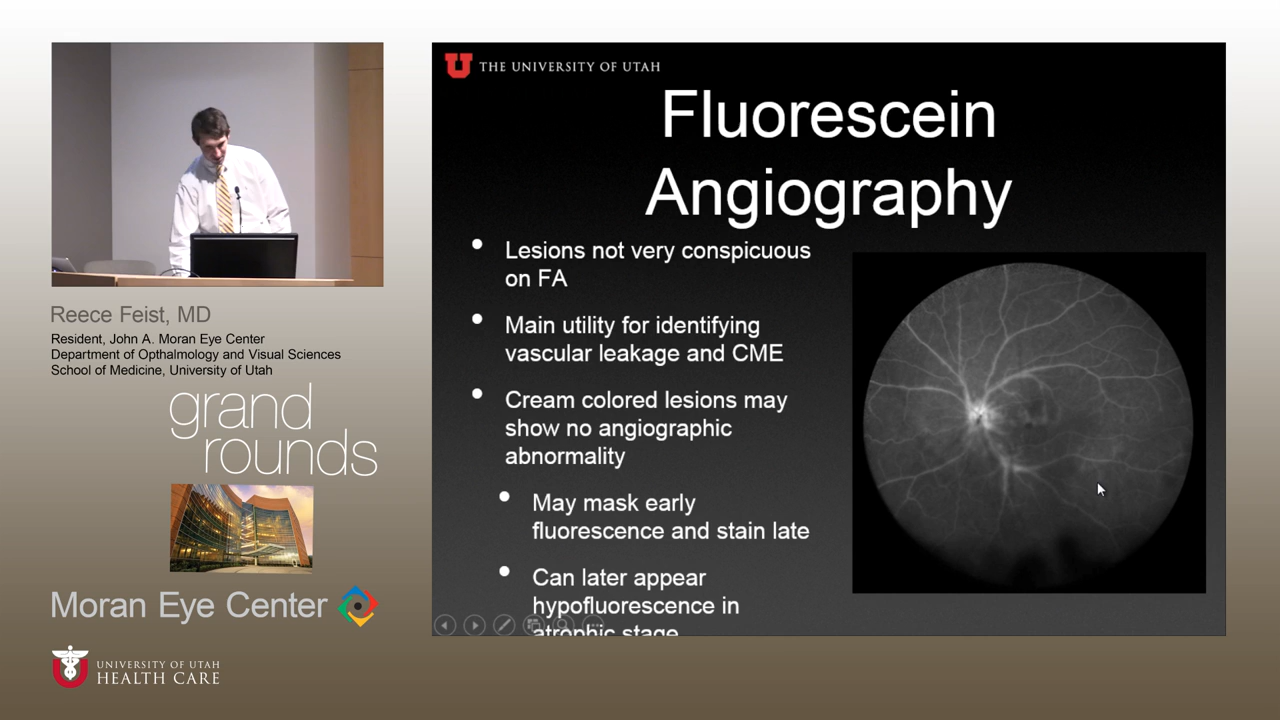 Reece Feist, MD
Resident, John A. Moran Eye Center
Department of Opthalmology and Visual Sciences
School of Medicine, University of Utah
grand
rounds
Moran Eye Center
UNIVERSITY OF UTAH
HEALTH CARE
THE UNIVERSITY OF UTAH
Fluorescein
Angiography
• Lesions not very conspicuous
on FA
• Main utility for identifying
vascular leakage and CME
• Cream colored lesions may
show no angiographic
abnormality
• May mask early
fluorescence and stain late
• Can later appear
hypofluorescence in
atrophic stage